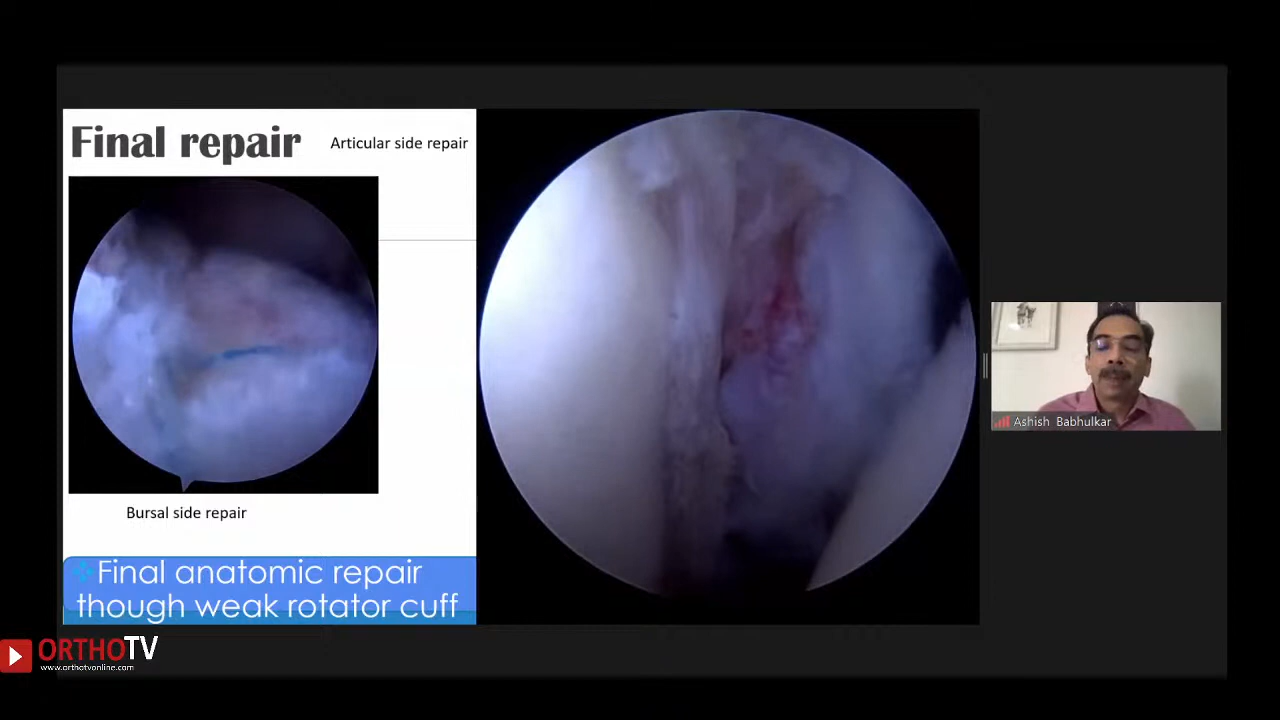 Final repair
Articular side repair
Bursal side repair
Final anatomic repair
though weak rotator cuff
Ashish Babhulkar
ORTHOTV
www.orthotvonline.com